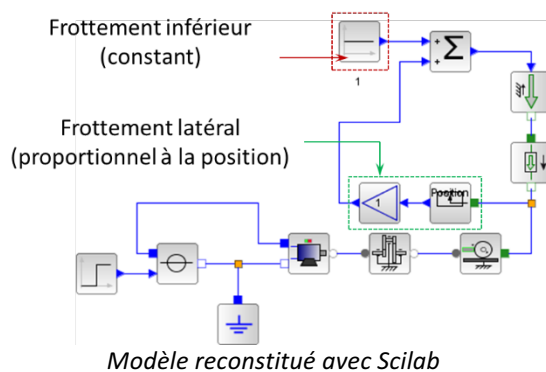 Frottement inférieur
(constant)
1
Σ
Frottement latéral
(proportionnel à la position)
1
Position
Modèle reconstitué avec Scilab